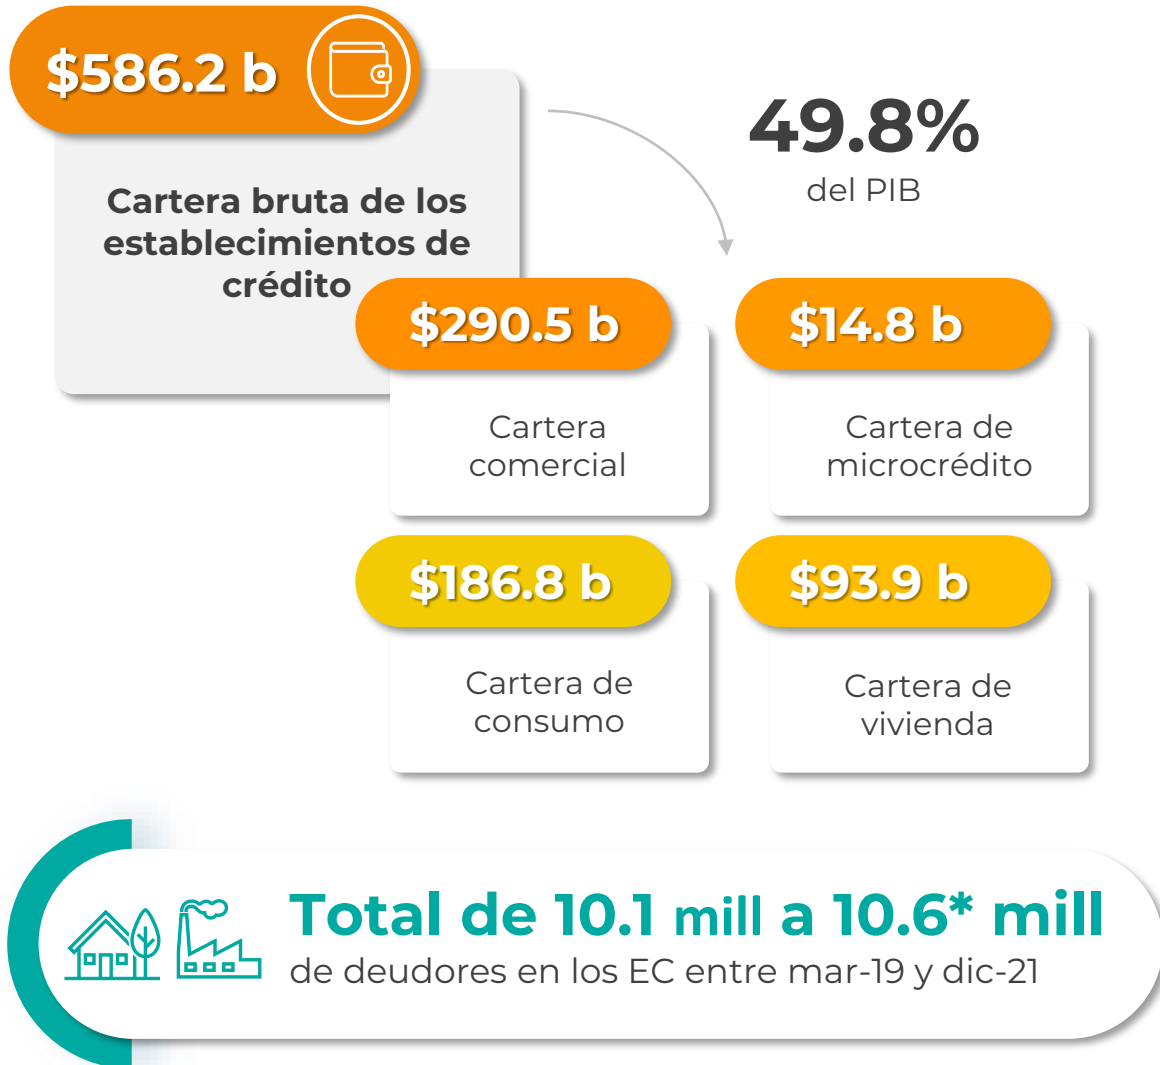 $586.2 b
Cartera bruta de los
establecimientos de
crédito
49.8%
del PIB
$290.5 b
Cartera
comercial
$14.8 b
Cartera de
microcrédito
$186.8 b
Cartera de
consumo
$93.9 b
Cartera de
vivienda
Total de 10.1 mill a 10.6* mill
de deudores en los EC entre mar-19 y dic-21